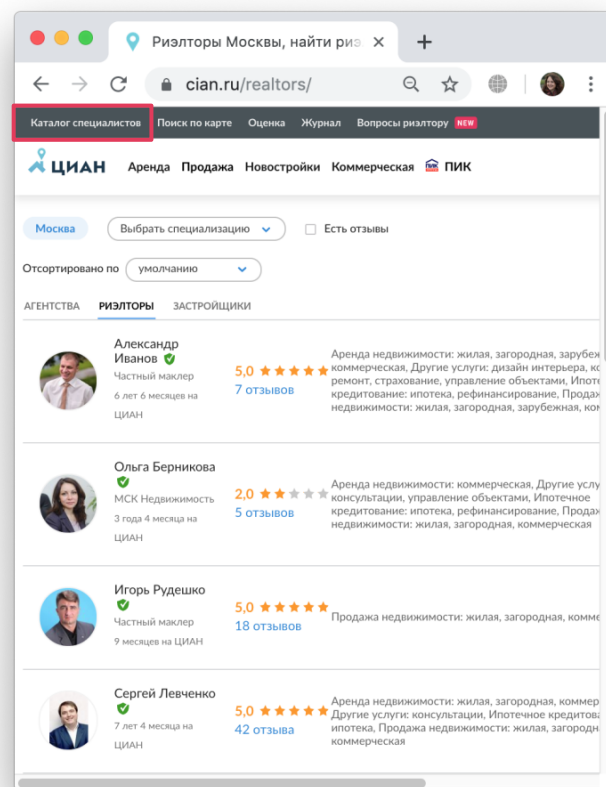 Риэлторы Москвы, найти риэ
cian.ru/realtors/
Каталог специалистов Поиск по карте Оценка Журнал Вопросы риэлтору NEW
ЦИАН Аренда Продажа Новостройки Коммерческая ПИК ПИК
Москва Выбрать специализацию Есть отзывы
Отсортировано по умолчанию
АГЕНТСТВА РИЭЛТОРЫ ЗАСТРОЙЩИКИ
Александр
Иванов
Частный маклер
6 лет 6 месяцев на
ЦИАН
5,0
7 отзывов
Аренда недвижимости: жилая, загородная, зарубеж
коммерческая, Другие услуги: дизайн интерьера, ко
ремонт, страхование, управление объектами, Ипоте
кредитование: ипотека, рефинансирование, Продаж
недвижимости: жилая, загородная, зарубежная, ком
Ольга Берникова
МСК Недвижимость
3 года 4 месяца на
ЦИАН
2,0
5 отзывов
Аренда недвижимости: коммерческая, Другие услу
консультации, управление объектами, Ипотечное
кредитование: ипотека, рефинансирование, Продаж
недвижимости: жилая, загородная, коммерческая
Игорь Рудешко
Частный маклер
9 месяцев на ЦИАН
5,0
18 отзывов
Продажа недвижимости: жилая, загородная, комме
Сергей Левченко
7 лет 4 месяца на
ЦИАН
5,0
42 отзыва
Аренда недвижимости: жилая, загородная, коммер
Другие услуги: консультации, Ипотечное кредитова
ипотека, Продажа недвижимости: жилая, загородн
коммерческая